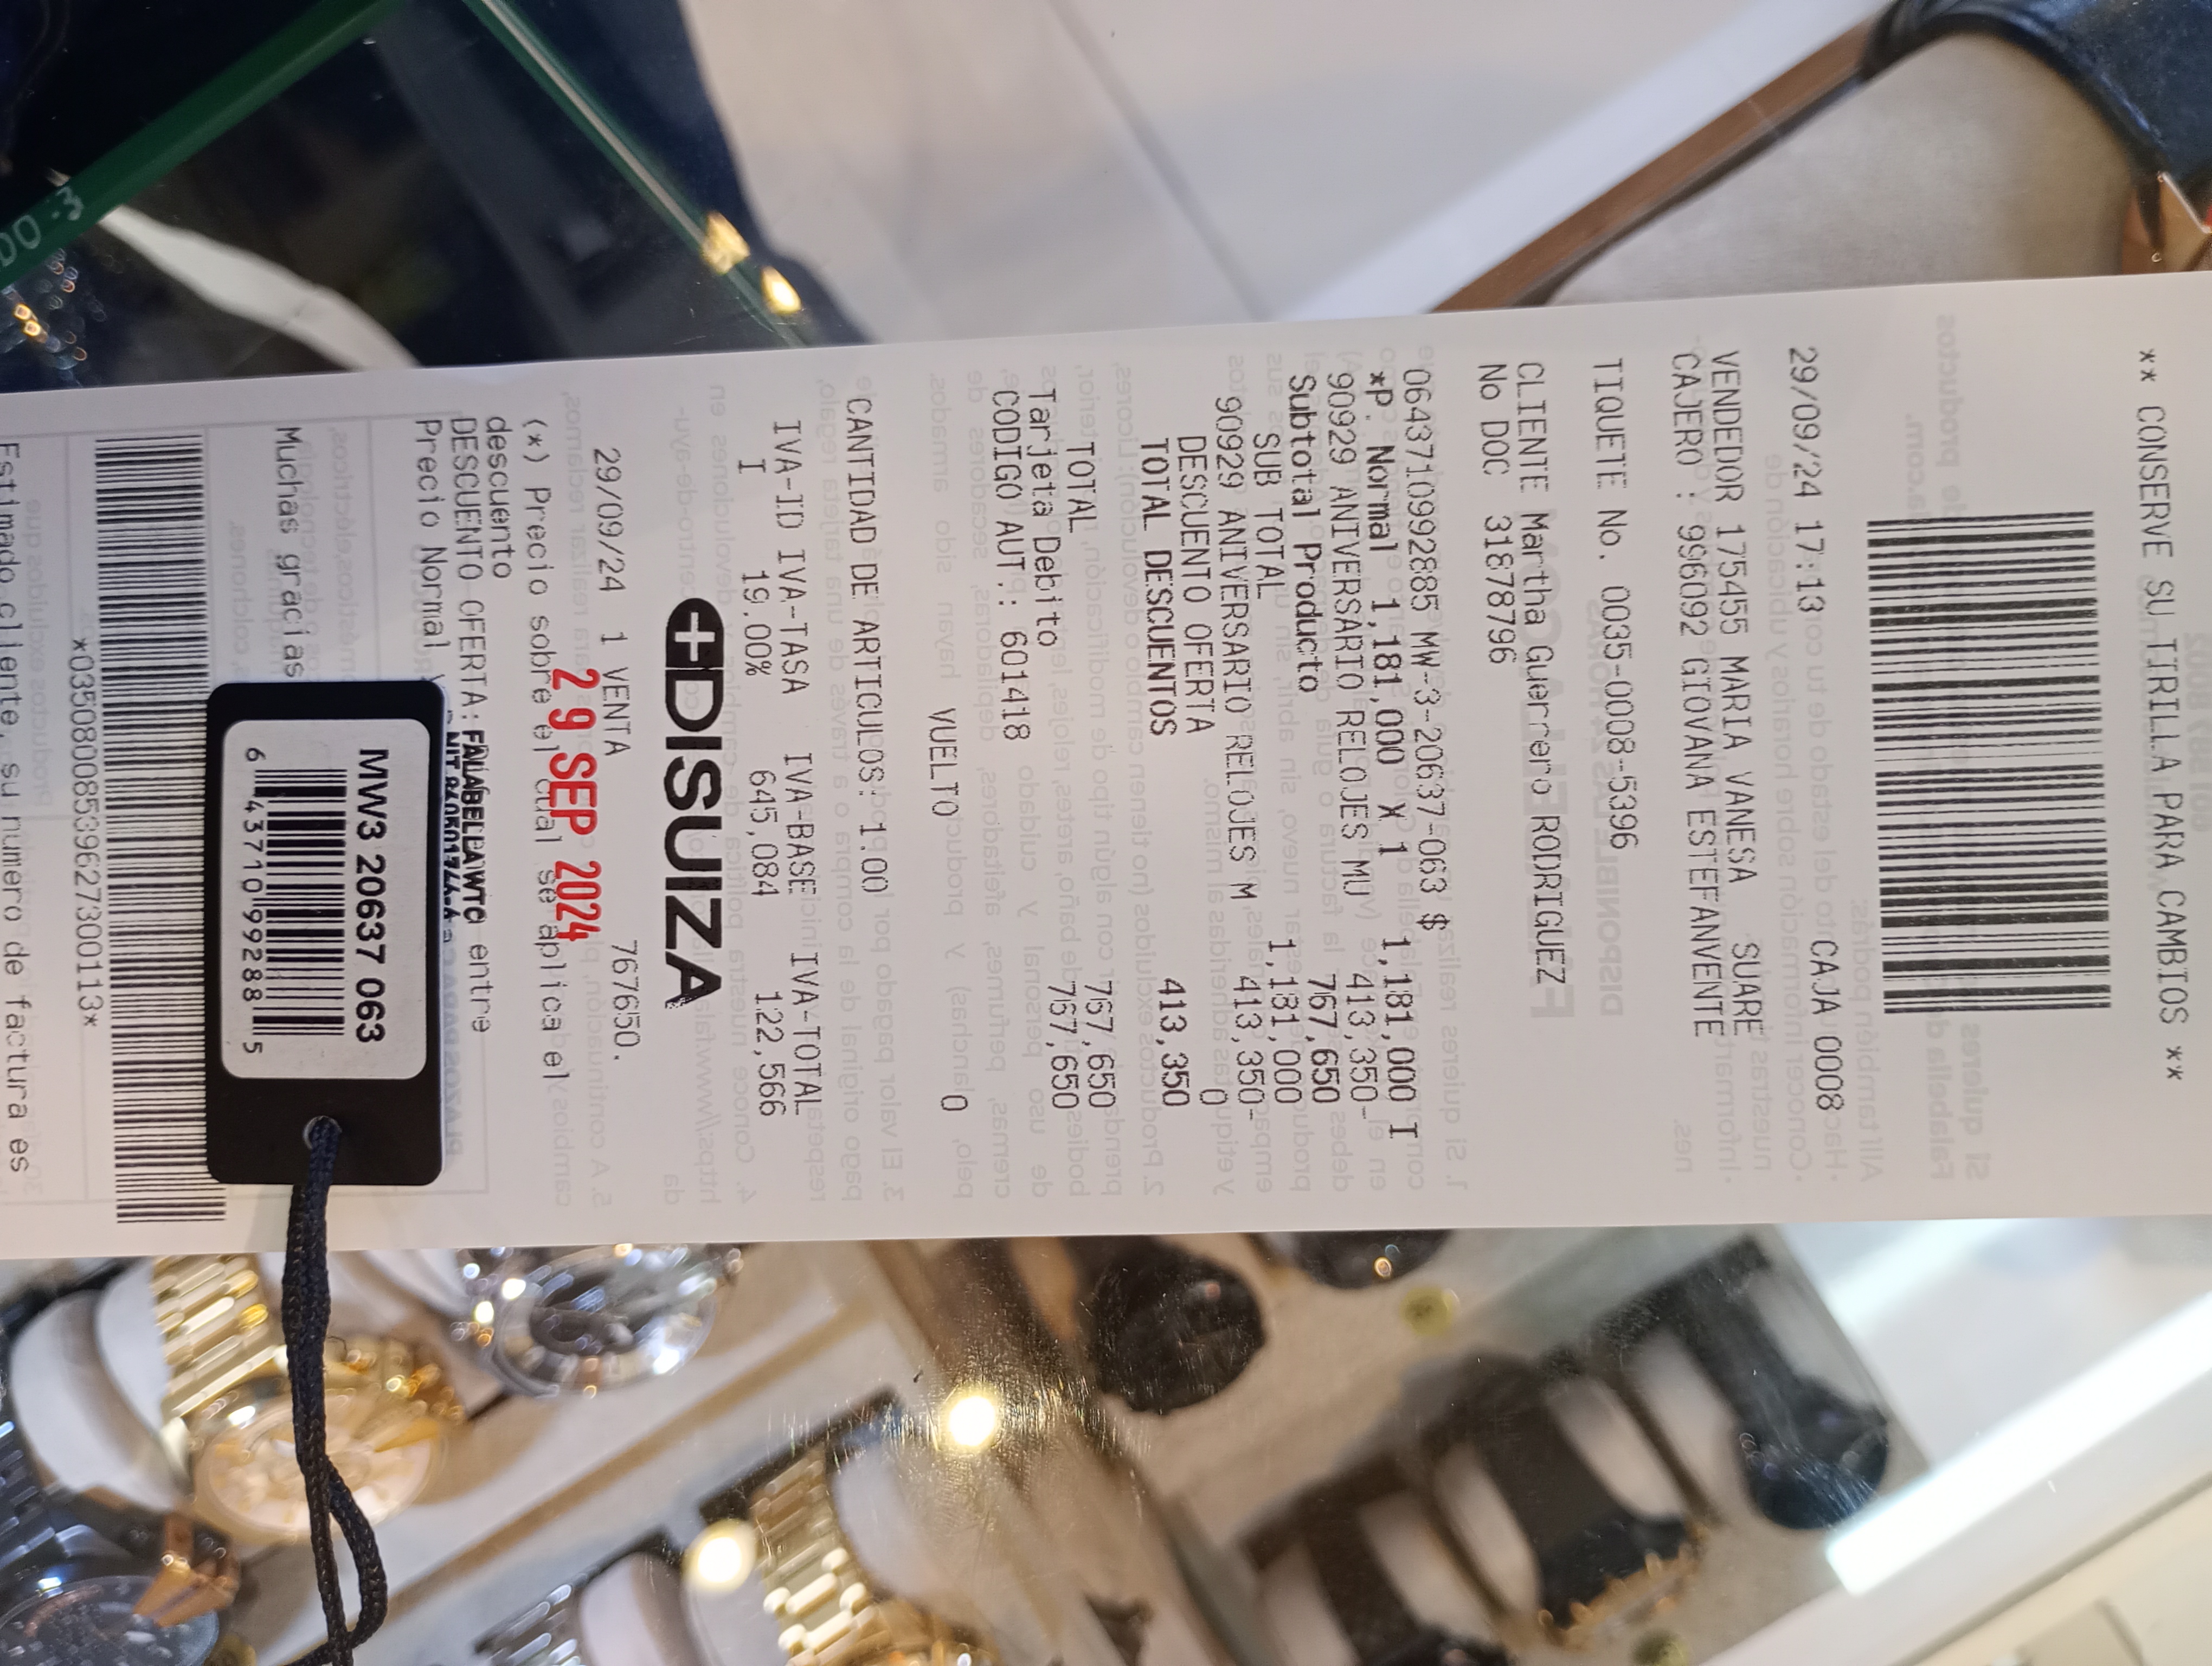 ** CONSERVE SU TIRILLA PARA CAMBIOS **
29/09/24 17:13 CAJA 0008
VENDEDOR 175455 MARIA VANESA SUARE
CAJERO : 996092 GIOVANA ESTEFANVENTE
TIQUETE No. 0035-0008-5396
CLIENTE Martha Guerrero RODRIGUEZ
No DOC 31878796
0643710992885 MW-3-20637-063 $
*P. Normal 1,181,000 X 1 1,181,000 I
90929 ANIVERSARIO RELOJES MU 413,350-
Subtotal Producto 767,650
SUB TOTAL 1,181,000
90929 ANIVERSARIO RELOJES M 413,350-
DESCUENTO OFERTA 0
TOTAL DESCUENTOS 413,350
TOTAL 767,650
Tarjeta Debito 767,650
CODIGO AUT: 601418
VUELTO 0
CANTIDAD DE ARTICULOS: 1.00
IVA-ID IVA-TASA IVA-BASE IVA-TOTAL
I 19.00% 645,084 122,566
+DISUIZA
29/09/24 1 VENTA 767650.
29 SEP 2024
(*) Precio sobre el cual se aplica el
descuento
DESCUENTO OFERTA: entre
Precio Normal
Muchas gracias
*03508008539627300113*
Estimado cliente, su número de factura es
MW3 20637 063
6 43710 99288 5
DO -3